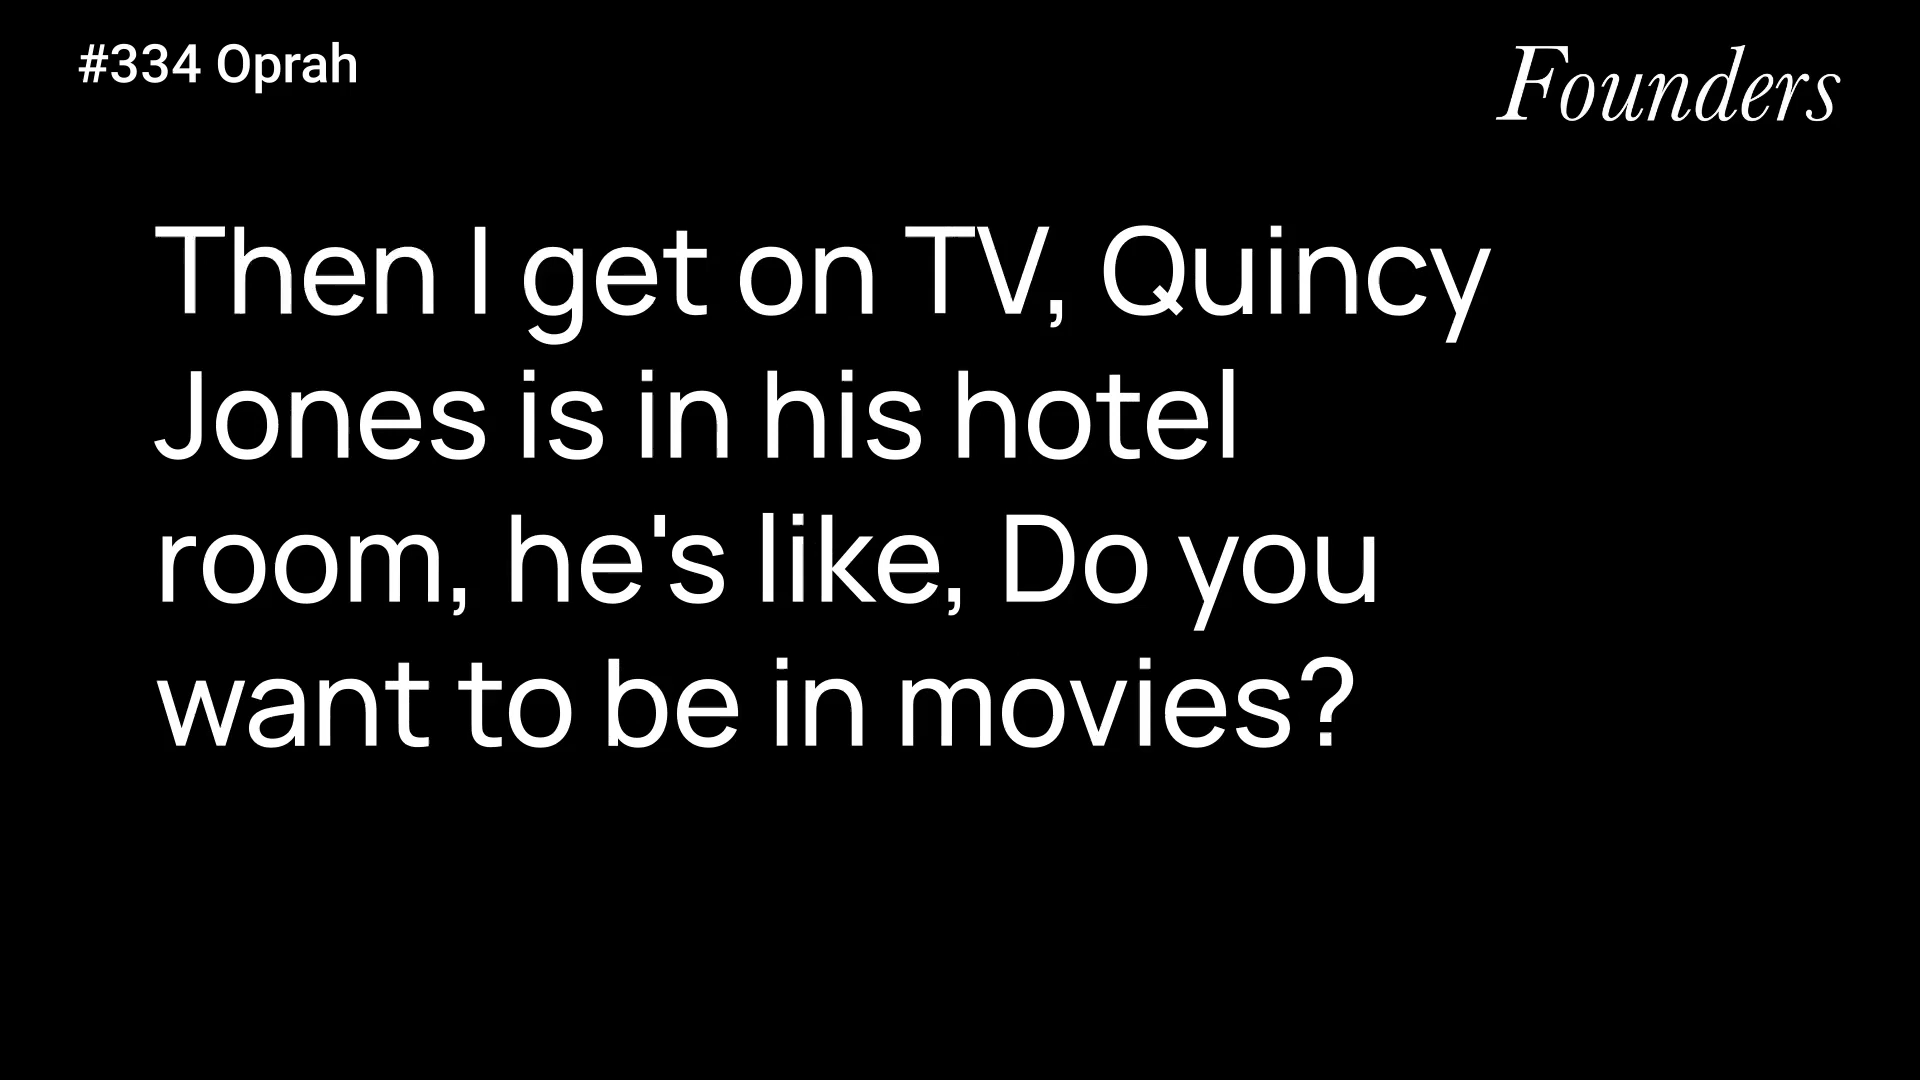 #334 Oprah
Founders
Then I get on TV, Quincy
Jones is in his hotel
room, he's like, Do you
want to be in movies?